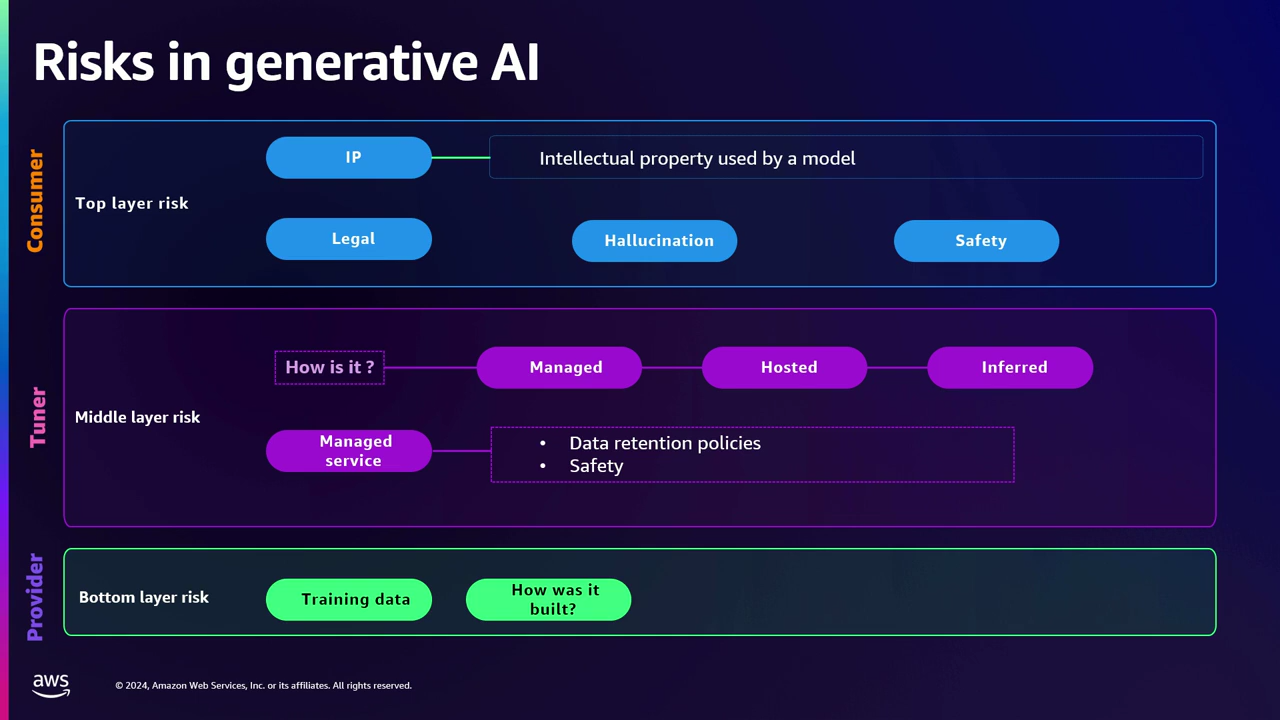 Risks in generative AI
Consumer
Top layer risk
IP
Intellectual property used by a model
Legal
Hallucination
Safety
Tuner
Middle layer risk
How is it ?
Managed
Hosted
Inferred
Managed
service
• Data retention policies
• Safety
Provider
Bottom layer risk
Training data
How was it
built?
aws
© 2024, Amazon Web Services, Inc. or its affiliates. All rights reserved.